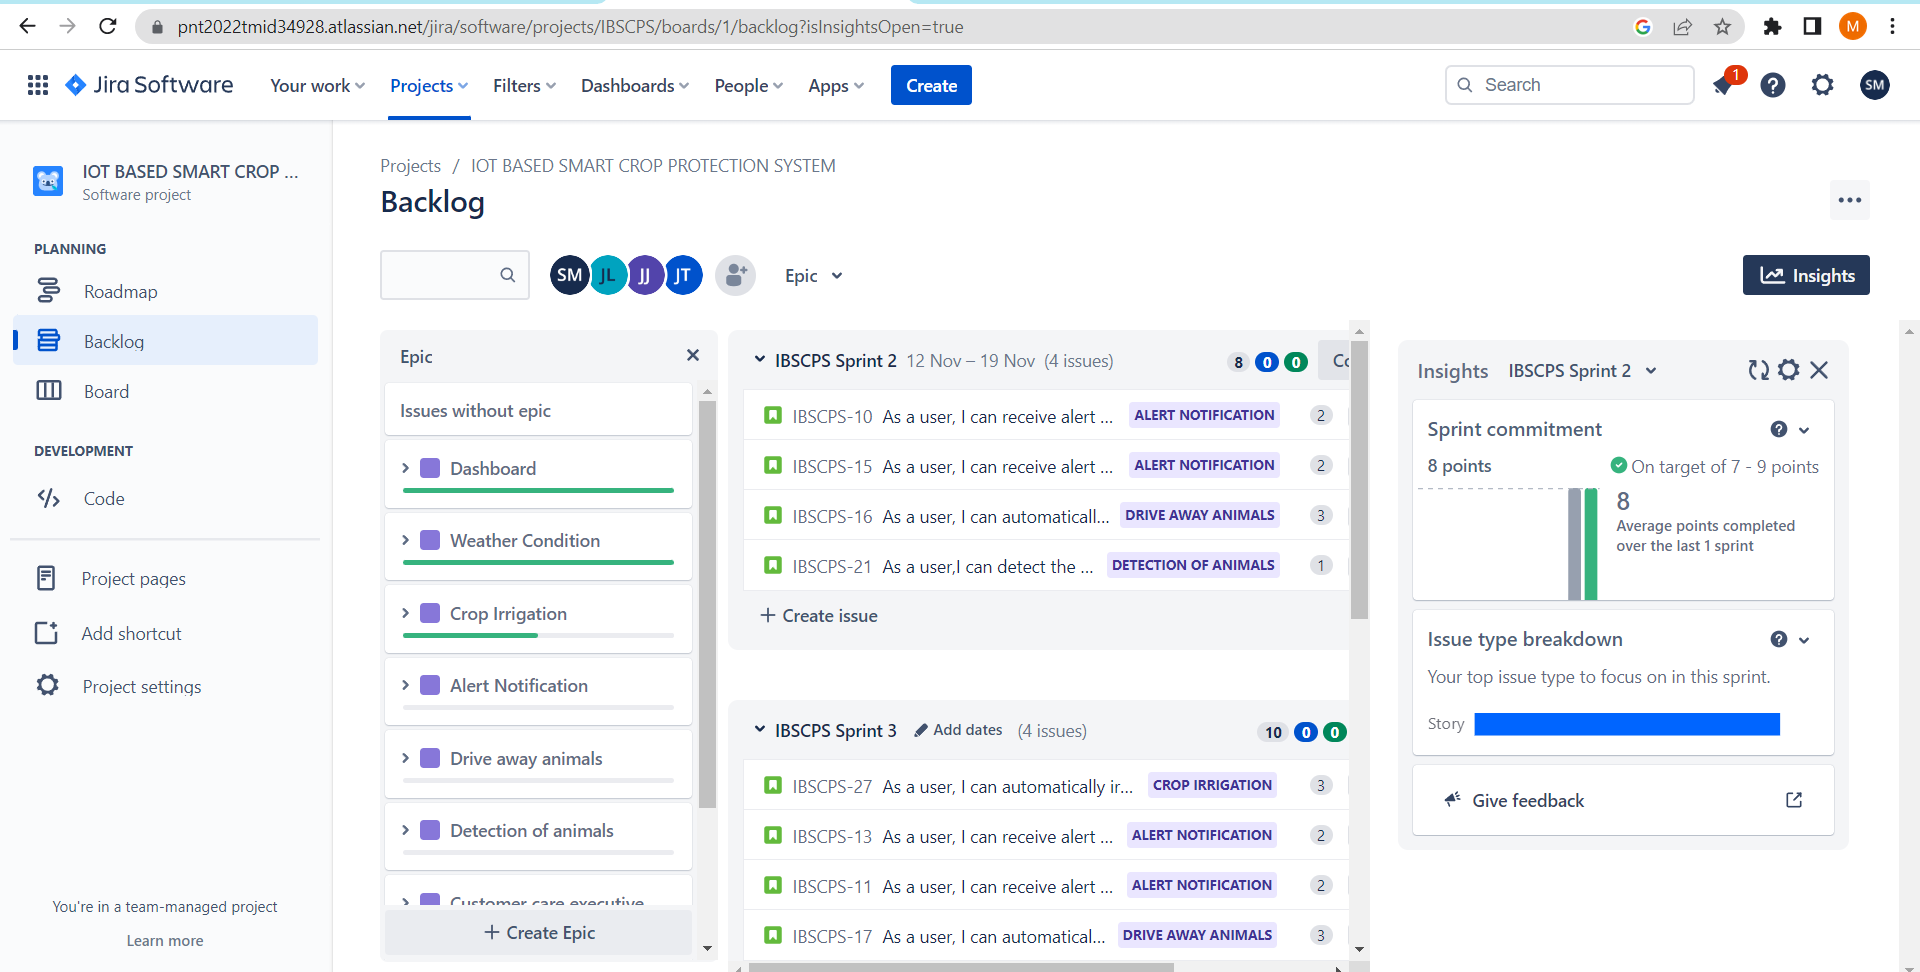 pnt2022tmid34928.atlassian.net/jira/software/projects/IBSCPS/boards/1/backlog?isInsightsOpen=true
M
Jira Software
Your work
Projects
Filters
Dashboards
People
Apps
Create
Search
1
SM
IOT BASED SMART CROP ...
Software project
PLANNING
Roadmap
Backlog
Board
DEVELOPMENT
Code
Project pages
Add shortcut
Project settings
You're in a team-managed project
Learn more
Projects / IOT BASED SMART CROP PROTECTION SYSTEM
Backlog
SM JL JJ JT
Epic
Insights
Epic
Issues without epic
Dashboard
Weather Condition
Crop Irrigation
Alert Notification
Drive away animals
Detection of animals
Customer care executive
+ Create Epic
IBSCPS Sprint 2 12 Nov – 19 Nov (4 issues) 8 0 0 Co
IBSCPS-10 As a user, I can receive alert ... ALERT NOTIFICATION 2
IBSCPS-15 As a user, I can receive alert ... ALERT NOTIFICATION 2
IBSCPS-16 As a user, I can automaticall... DRIVE AWAY ANIMALS 3
IBSCPS-21 As a user,I can detect the ... DETECTION OF ANIMALS 1
+ Create issue
IBSCPS Sprint 3 Add dates (4 issues) 10 0 0
IBSCPS-27 As a user, I can automatically ir... CROP IRRIGATION 3
IBSCPS-13 As a user, I can receive alert ... ALERT NOTIFICATION 2
IBSCPS-11 As a user, I can receive alert ... ALERT NOTIFICATION 2
IBSCPS-17 As a user, I can automatical... DRIVE AWAY ANIMALS 3
Insights IBSCPS Sprint 2
Sprint commitment
8 points On target of 7 - 9 points
8
Average points completed
over the last 1 sprint
Issue type breakdown
Your top issue type to focus on in this sprint.
Story
Give feedback